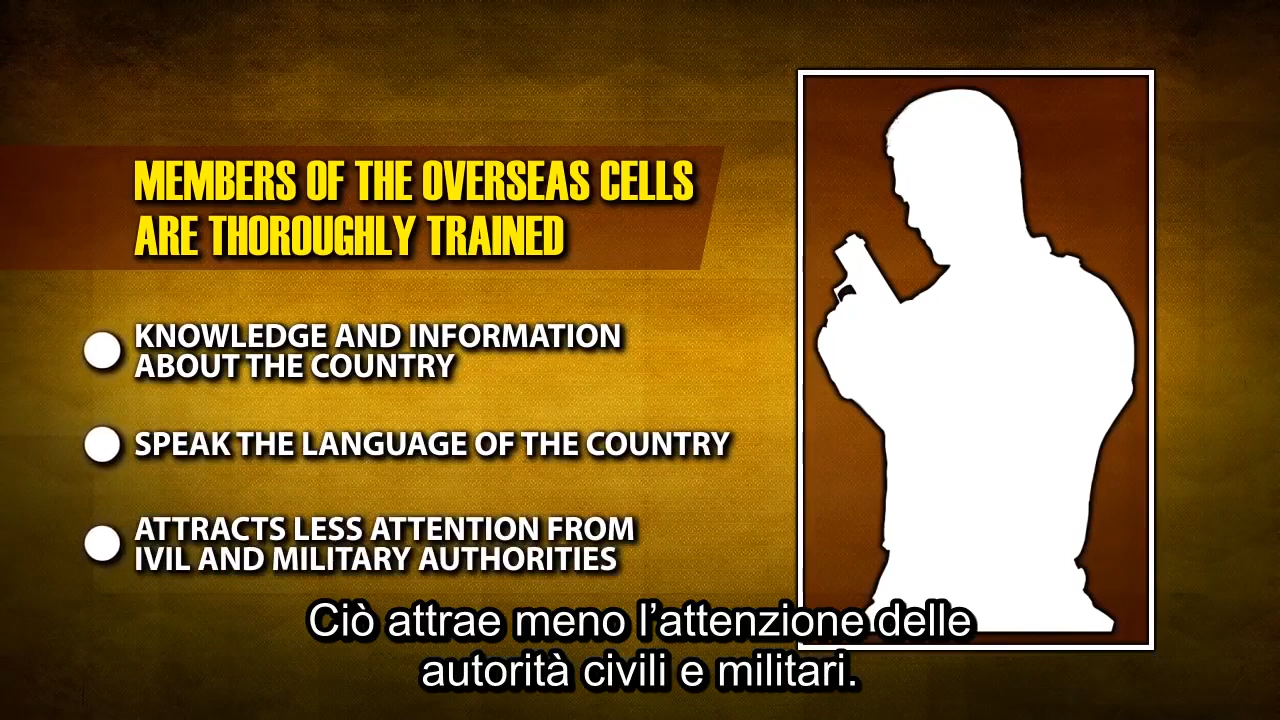 MEMBERS OF THE OVERSEAS CELLS
ARE THOROUGHLY TRAINED
KNOWLEDGE AND INFORMATION
ABOUT THE COUNTRY
SPEAK THE LANGUAGE OF THE COUNTRY
ATTRACTS LESS ATTENTION FROM
IVIL AND MILITARY AUTHORITIES
Ciò attrae meno l’attenzione delle
autorità civili e militari.